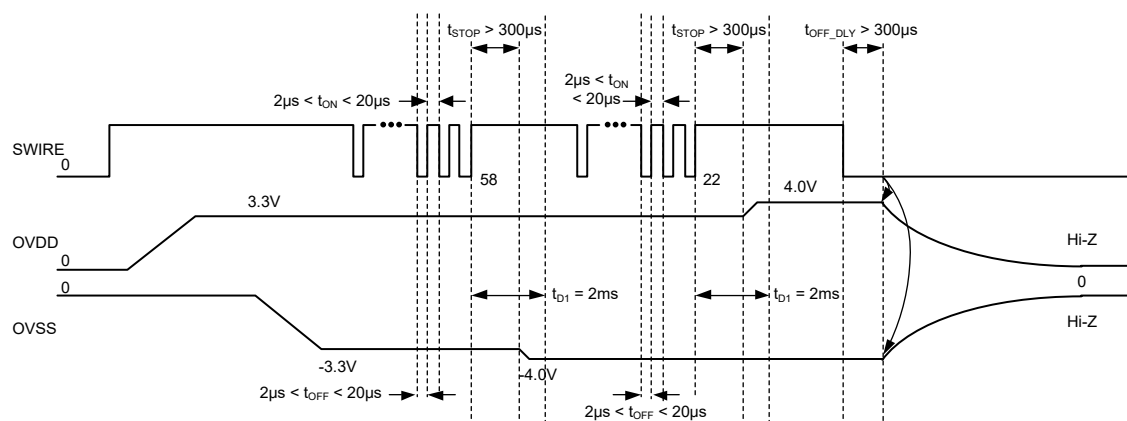 tSTOP > 300µs
tSTOP > 300µs
tOFF_DLY > 300µs
2µs < tON < 20µs
2µs < tON
< 20µs
SWIRE
0
58
22
3.3V
4.0V
OVDD
0
Hi-Z
0
0
tD1 = 2ms
tD1 = 2ms
OVSS
Hi-Z
-3.3V
-4.0V
2µs < tOFF < 20µs
2µs < tOFF < 20µs